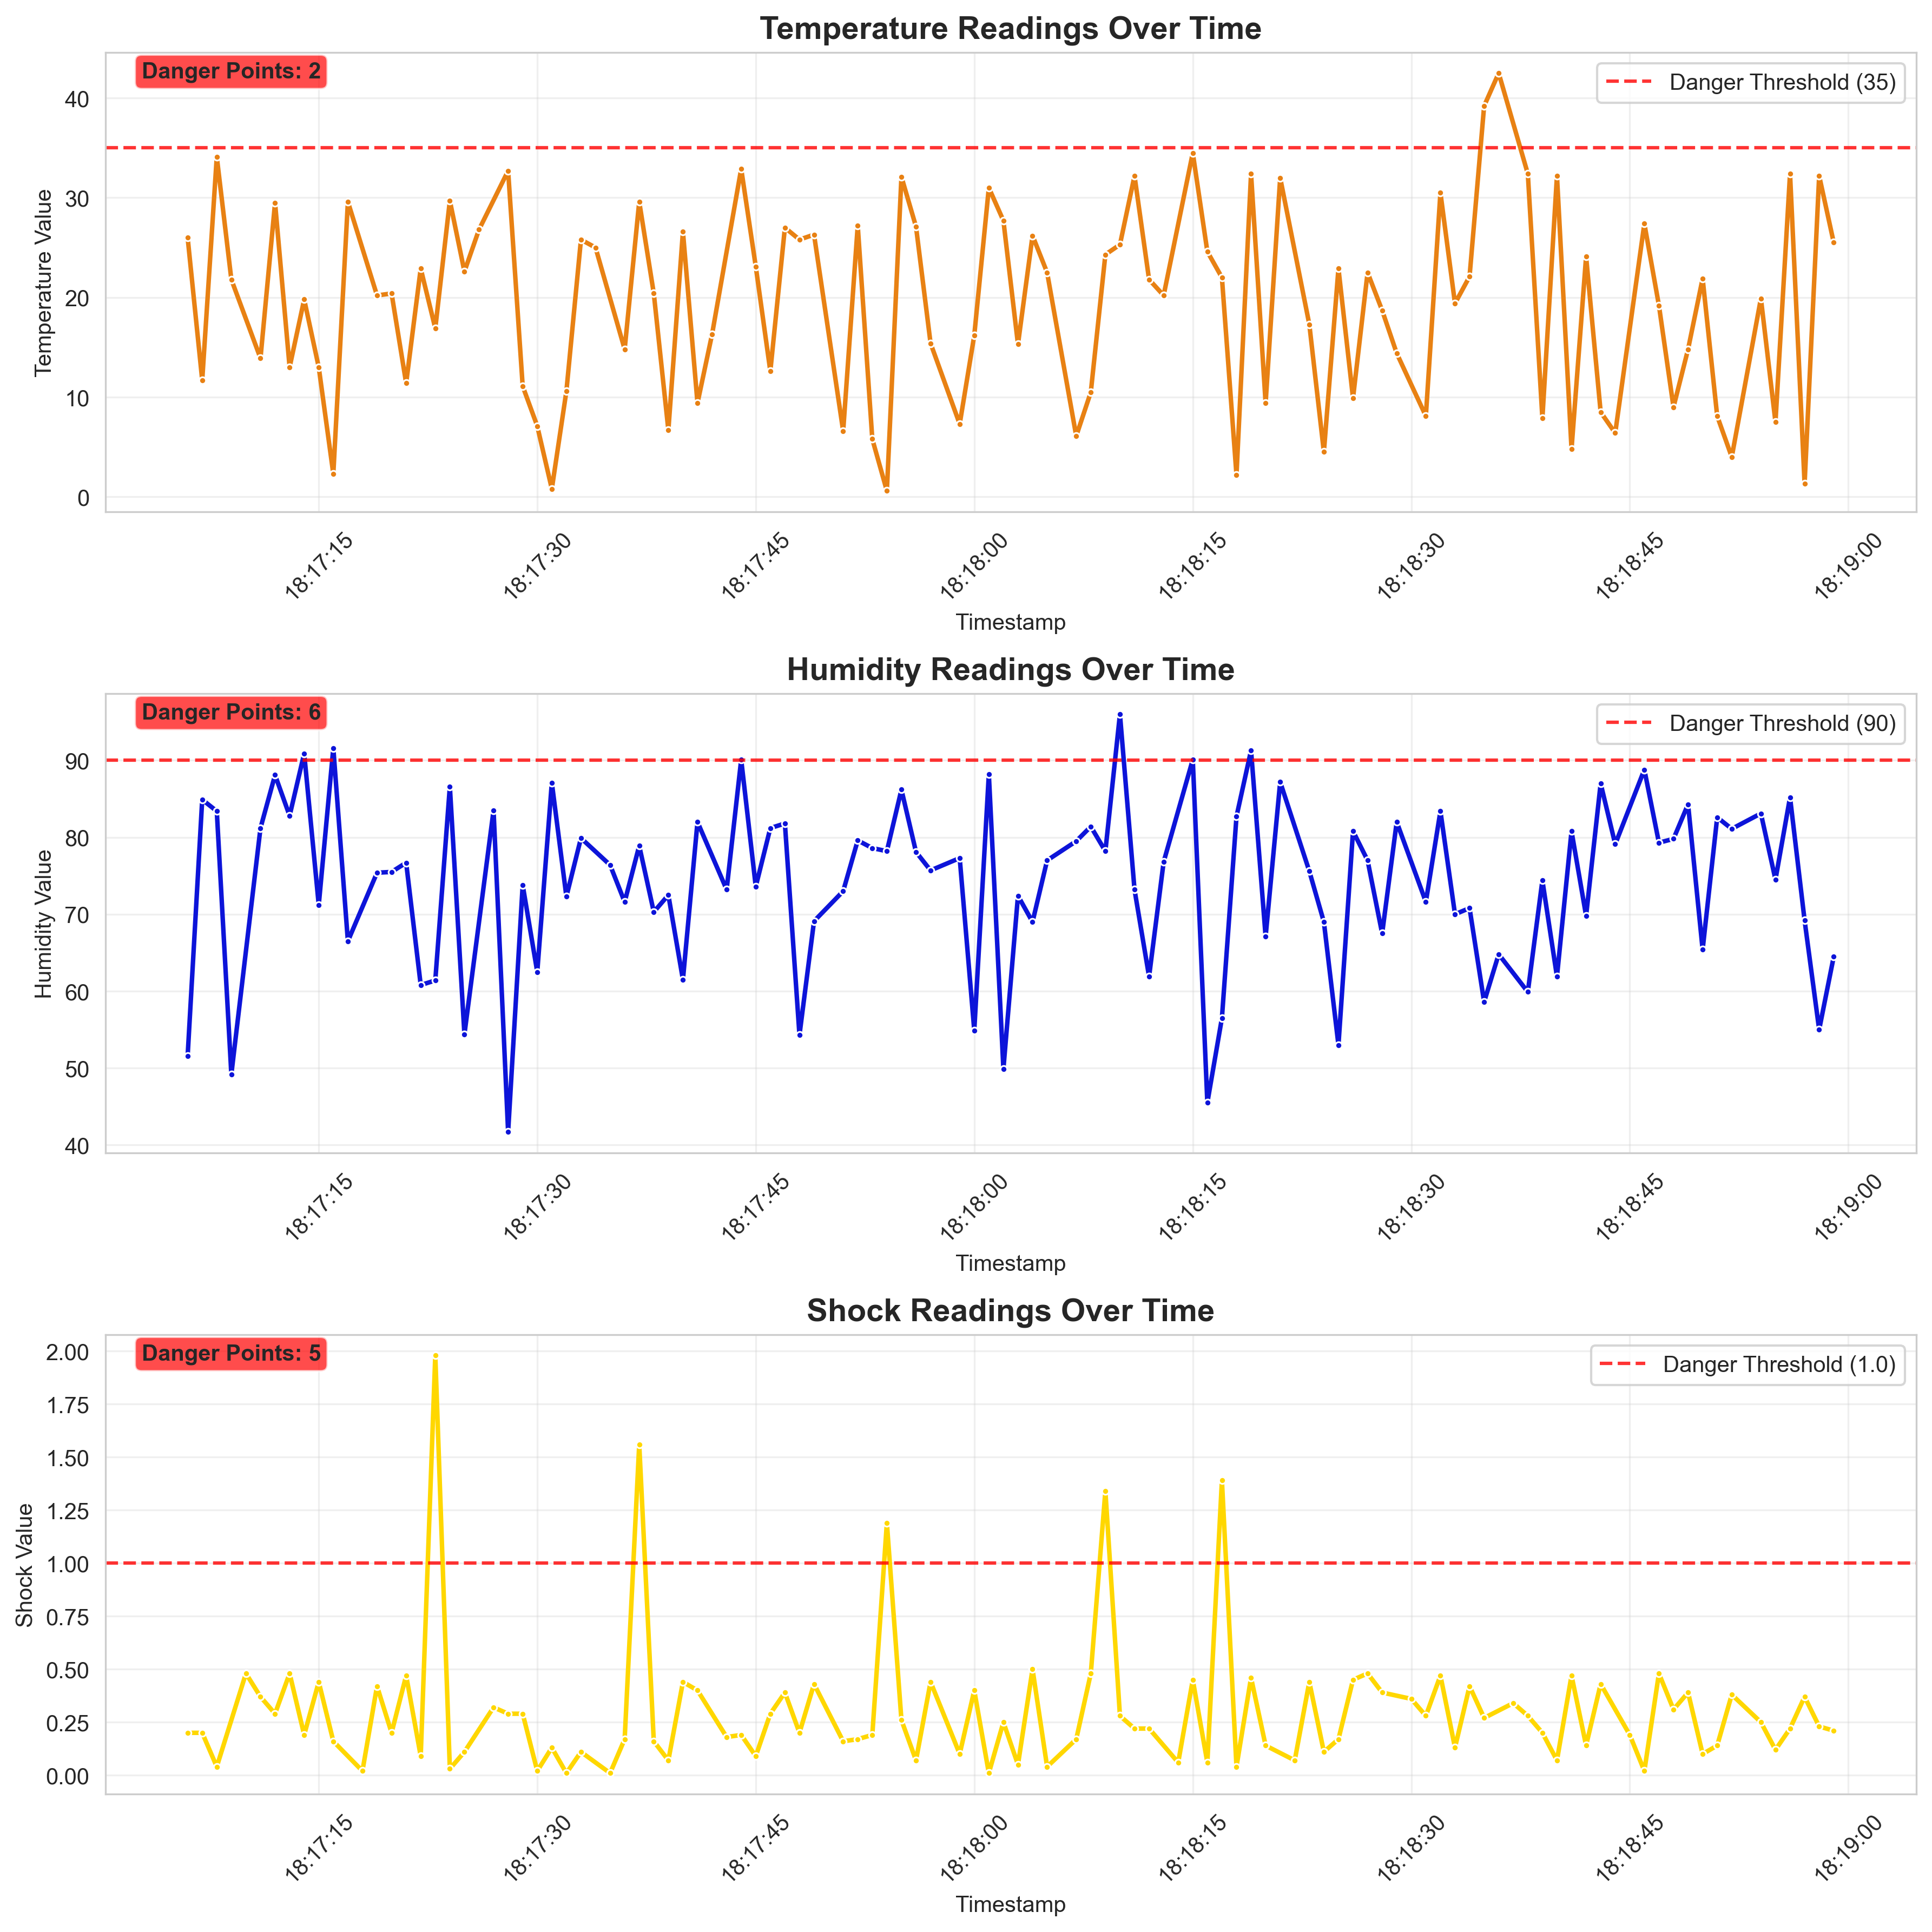 Temperature Readings Over Time
Danger Points: 2
Danger Threshold (35)
Temperature Value
40
30
20
10
0
18:17:15
18:17:30
18:17:45
18:18:00
18:18:15
18:18:30
18:18:45
18:19:00
Timestamp
Humidity Readings Over Time
Danger Points: 6
Danger Threshold (90)
Humidity Value
90
80
70
60
50
40
18:17:15
18:17:30
18:17:45
18:18:00
18:18:15
18:18:30
18:18:45
18:19:00
Timestamp
Shock Readings Over Time
Danger Points: 5
Danger Threshold (1.0)
Shock Value
2.00
1.75
1.50
1.25
1.00
0.75
0.50
0.25
0.00
18:17:15
18:17:30
18:17:45
18:18:00
18:18:15
18:18:30
18:18:45
18:19:00
Timestamp